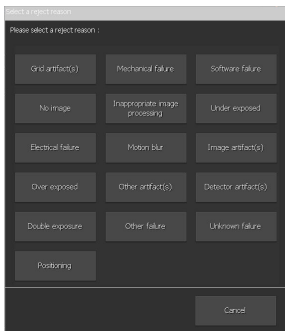 Select a reject reason
Please select a reject reason :
Grid artifact(s)
Mechanical failure
Software failure
No image
Inappropriate image
processing
Under exposed
Electrical failure
Motion blur
Image artifact(s)
Over exposed
Other artifact(s)
Detector artifact(s)
Double exposure
Other failure
Unknown failure
Positioning
Cancel